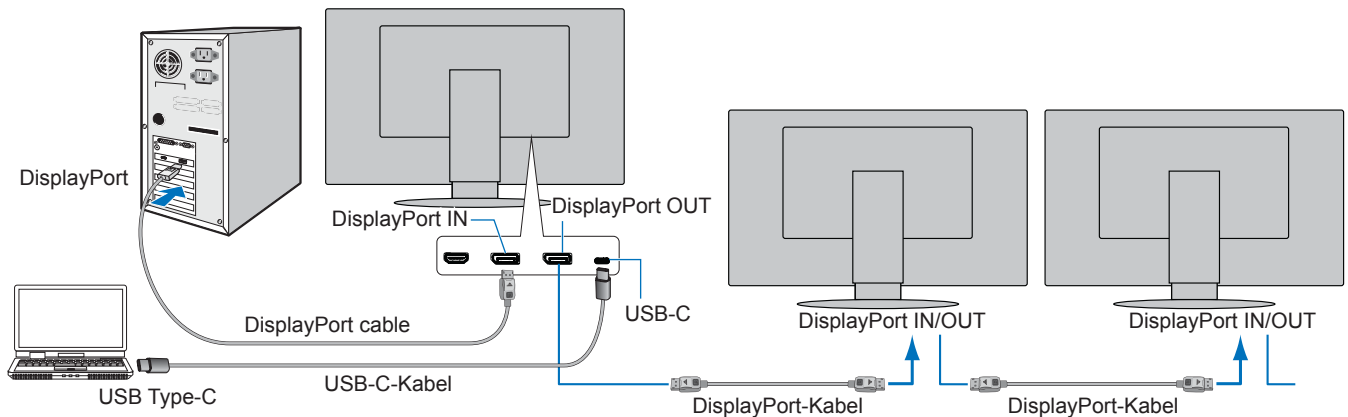 DisplayPort
DisplayPort IN
DisplayPort OUT
USB-C
DisplayPort cable
USB-C-Kabel
USB Type-C
DisplayPort IN/OUT
DisplayPort IN/OUT
DisplayPort-Kabel
DisplayPort-Kabel